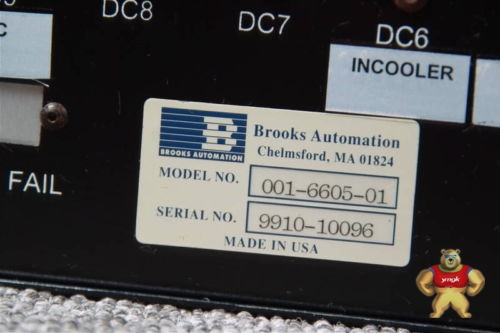 DC8
DC7
DC6
C
INCOOLER
FAIL
BROOKS AUTOMATION
Brooks Automation
Chelmsford, MA 01824
MODEL NO. 001-6605-01
SERIAL NO. 9910-10096
MADE IN USA
ymgk